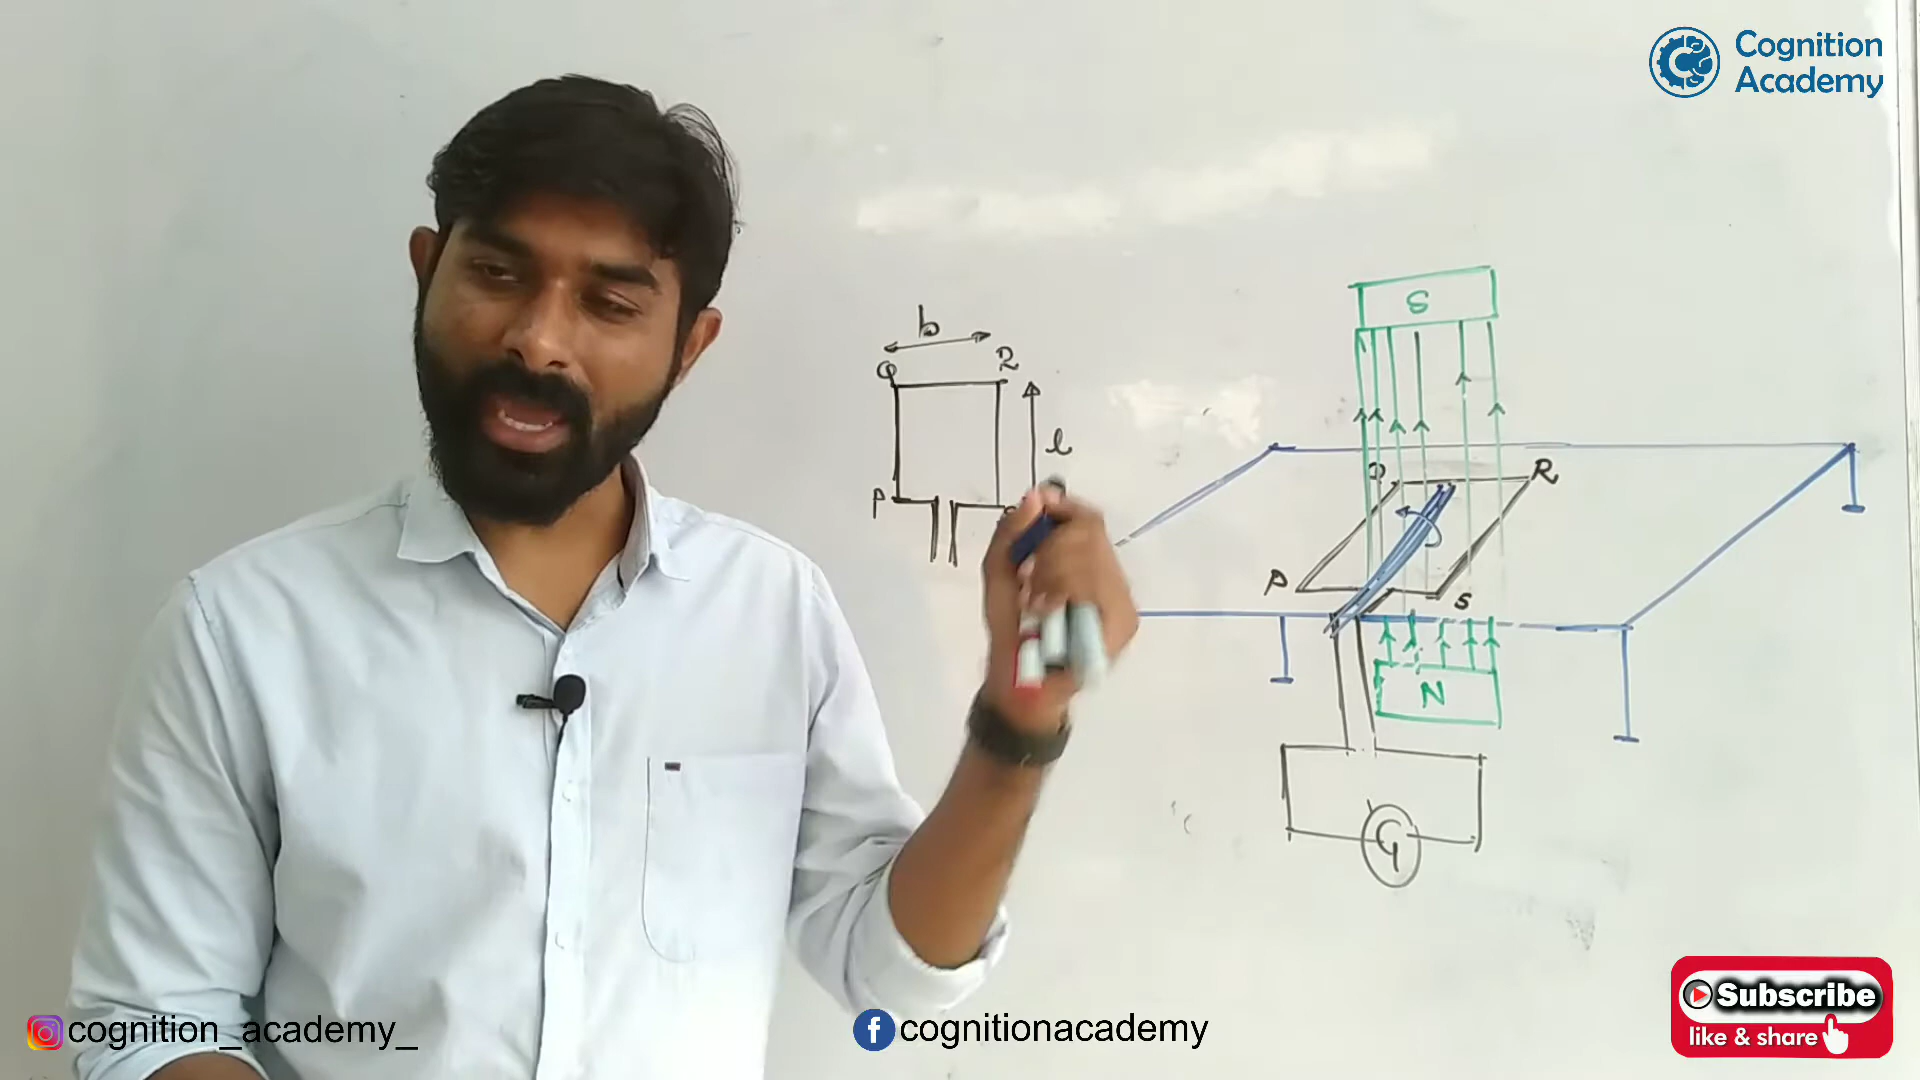 Cognition
Academy
b
Q
R
l
P
S
Q
R
P
S
N
G
cognition_academy_
cognitionacademy
Subscribe
like & share